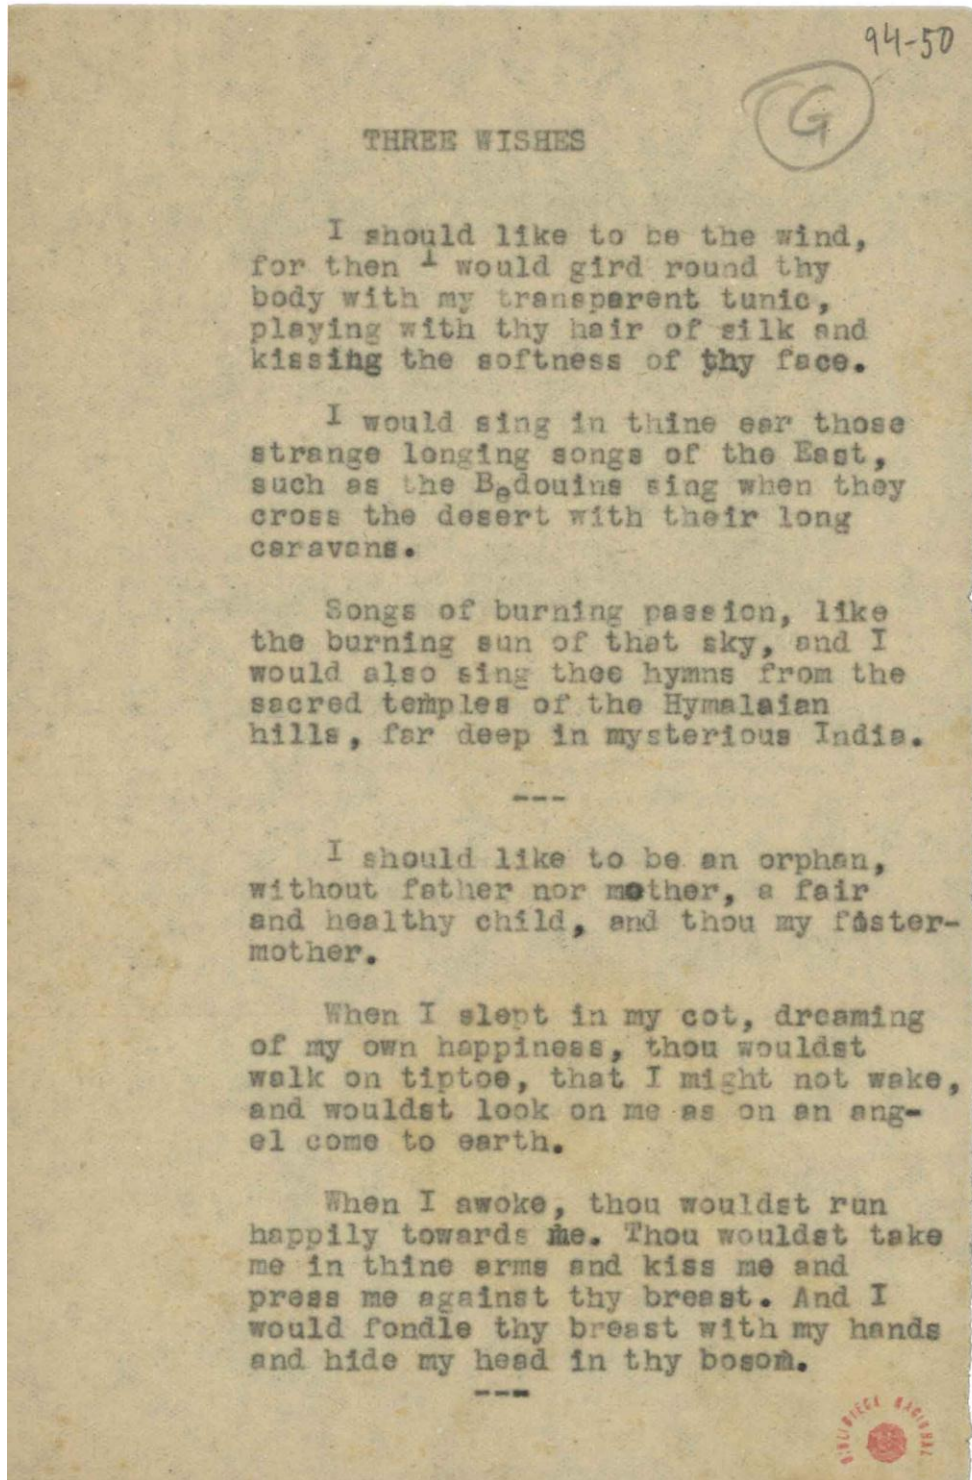 94-50
G
THREE WISHES
I should like to be the wind,
for then I would gird round thy
body with my transparent tunic,
playing with thy hair of silk and
kissing the softness of thy face.
I would sing in thine ear those
strange longing songs of the East,
such as the Bedouins sing when they
cross the desert with their long
caravans.
Songs of burning passion, like
the burning sun of that sky, and I
would also sing thee hymns from the
sacred temples of the Hymalaian
hills, far deep in mysterious India.
---
I should like to be an orphan,
without father nor mother, a fair
and healthy child, and thou my foster-
mother.
When I slept in my cot, dreaming
of my own happiness, thou wouldst
walk on tiptoe, that I might not wake,
and wouldst look on me as on an ang-
el come to earth.
When I awoke, thou wouldst run
happily towards me. Thou wouldst take
me in thine arms and kiss me and
press me against thy breast. And I
would fondle thy breast with my hands
and hide my head in thy bosom.
---
BIBLIOTECA NACIONAL